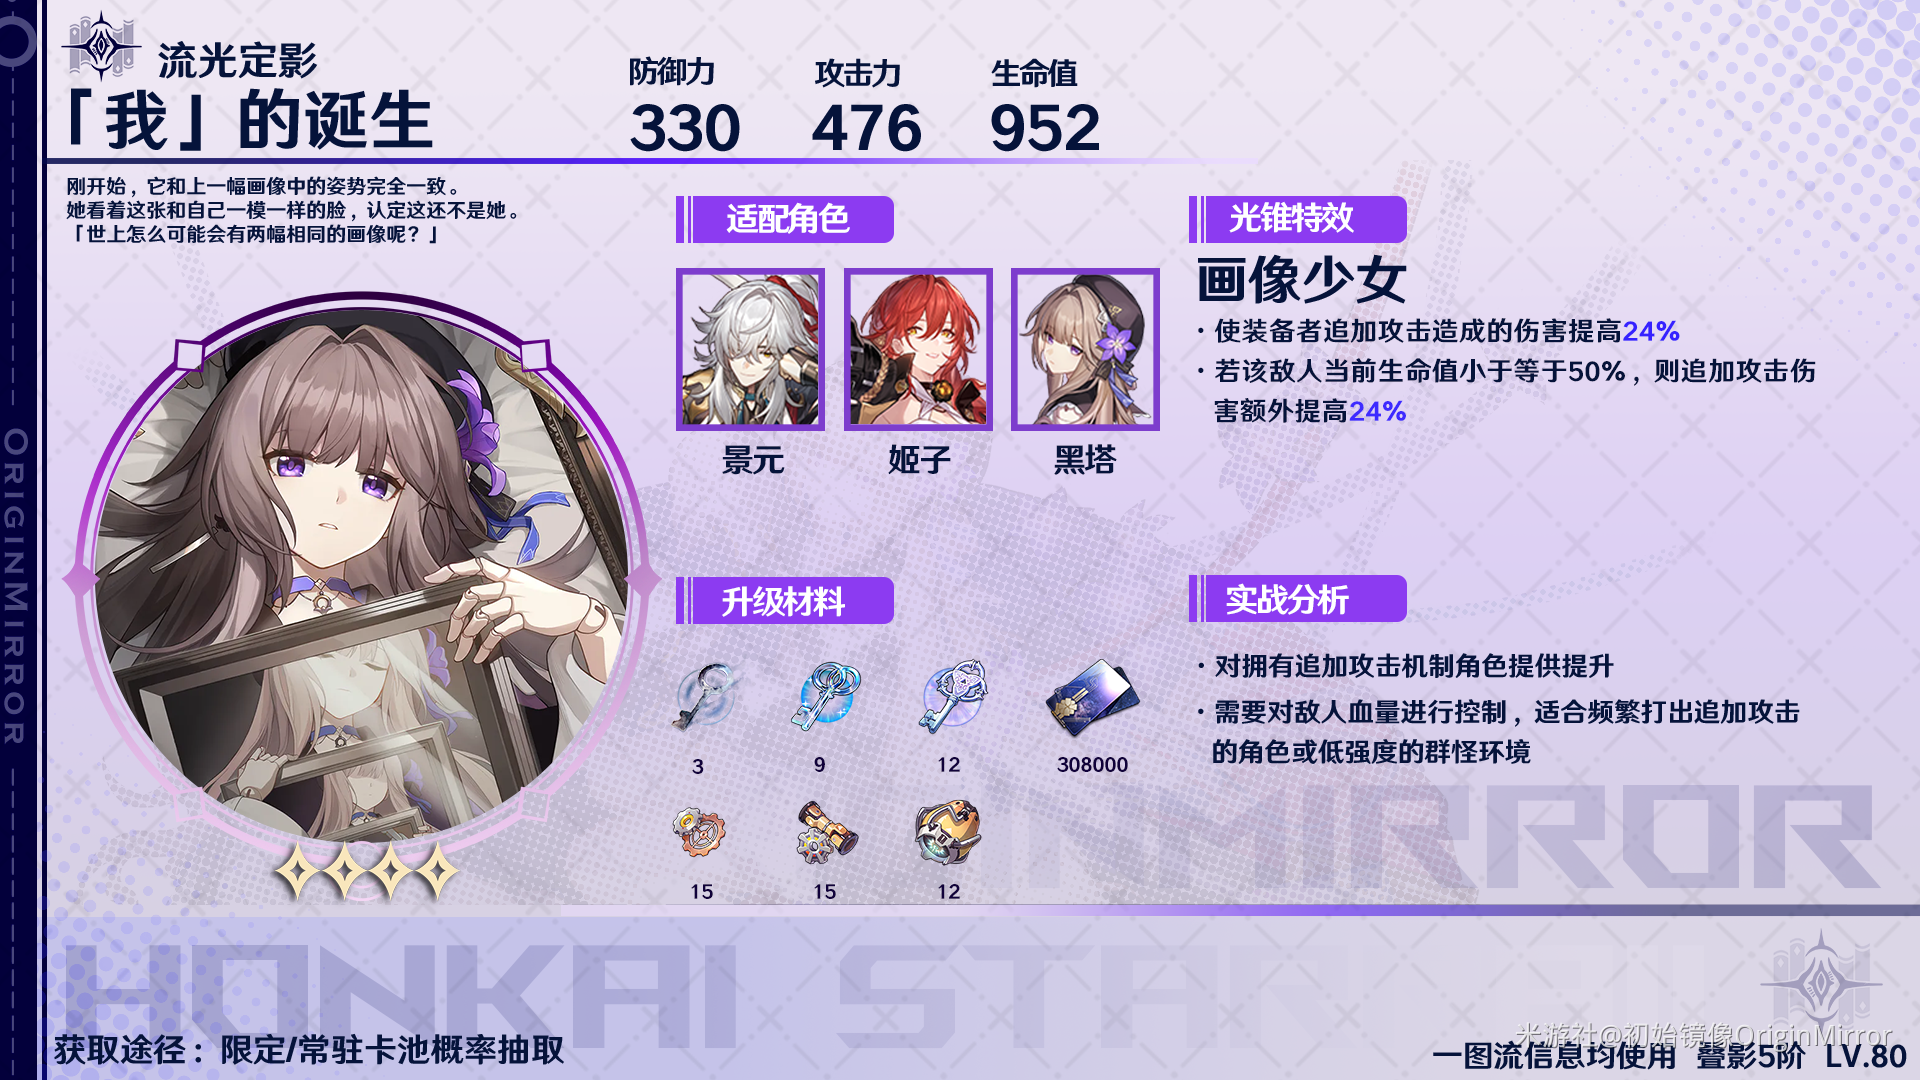 流光定影
「我」的诞生
防御力 攻击力 生命值
330 476 952
刚开始，它和上一幅画像中的姿势完全一致。
她看着这张和自己一模一样的脸，认定这还不是她。
「世上怎么可能会有两幅相同的画像呢？」
适配角色
景元 姬子 黑塔
光锥特效
画像少女
·使装备者追加攻击造成的伤害提高24%
·若该敌人当前生命值小于等于50%，则追加攻击伤
害额外提高24%
升级材料
3 9 12 308000
15 15 12
实战分析
·对拥有追加攻击机制角色提供提升
·需要对敌人血量进行控制，适合频繁打出追加攻击
的角色或低强度的群怪环境
ORIGINMIRROR
HONKAI STAR
获取途径：限定/常驻卡池概率抽取
米游社@初始镜像OriginMirror
一图流信息均使用 叠影5阶 LV.80